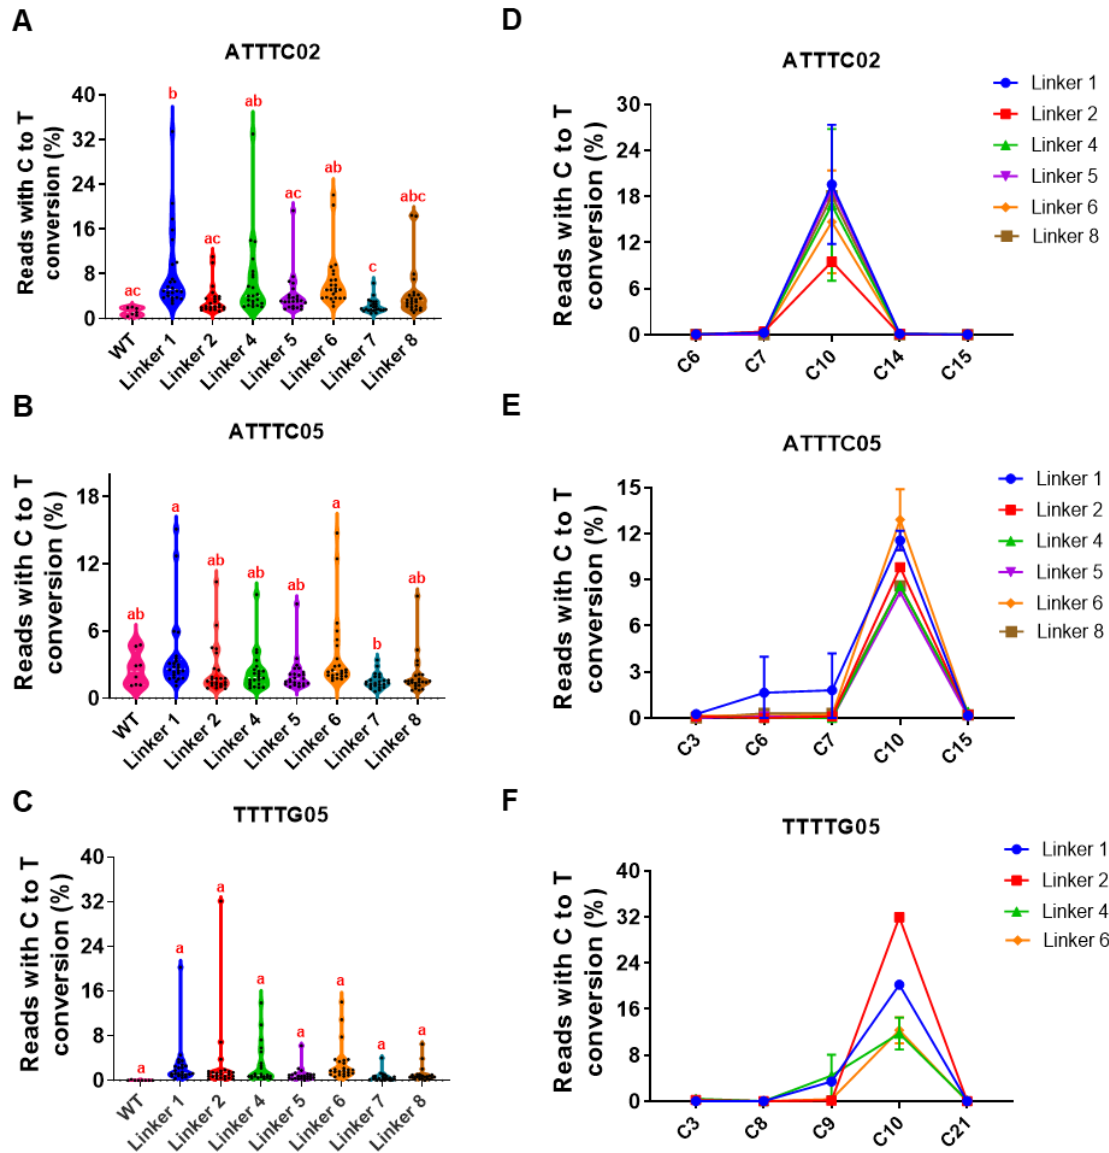 A
ATTTC02
Reads with C to T
conversion (%)
40
32
24
16
8
0
ac
b
ac
ab
ac
ab
c
abc
WT
Linker 1
Linker 2
Linker 4
Linker 5
Linker 6
Linker 7
Linker 8
D
ATTTC02
Reads with C to T
conversion (%)
30
24
18
12
6
0
C6
C7
C10
C14
C15
Linker 1
Linker 2
Linker 4
Linker 5
Linker 6
Linker 8
B
ATTTC05
Reads with C to T
conversion (%)
18
12
6
0
ab
a
ab
ab
ab
a
b
ab
WT
Linker 1
Linker 2
Linker 4
Linker 5
Linker 6
Linker 7
Linker 8
E
ATTTC05
Reads with C to T
conversion (%)
15
12
9
6
3
0
C3
C6
C7
C10
C15
Linker 1
Linker 2
Linker 4
Linker 5
Linker 6
Linker 8
C
TTTTG05
Reads with C to T
conversion (%)
40
32
24
16
8
0
a
a
a
a
a
a
a
a
WT
Linker 1
Linker 2
Linker 4
Linker 5
Linker 6
Linker 7
Linker 8
F
TTTTG05
Reads with C to T
conversion (%)
40
32
24
16
8
0
C3
C8
C9
C10
C21
Linker 1
Linker 2
Linker 4
Linker 6